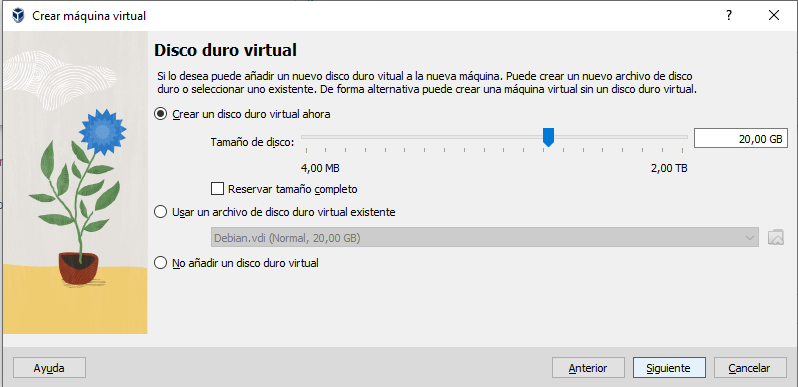 Crear máquina virtual
Disco duro virtual
Si lo desea puede añadir un nuevo disco duro vitual a la nueva máquina. Puede crear un nuevo archivo de disco
duro o seleccionar uno existente. De forma alternativa puede crear una máquina virtual sin un disco duro virtual.
Crear un disco duro virtual ahora
Tamaño de disco:
20,00 GB
4,00 MB
2,00 TB
Reservar tamaño completo
Usar un archivo de disco duro virtual existente
Debian.vdi (Normal, 20,00 GB)
No añadir un disco duro virtual
Ayuda
Anterior
Siguiente
Cancelar